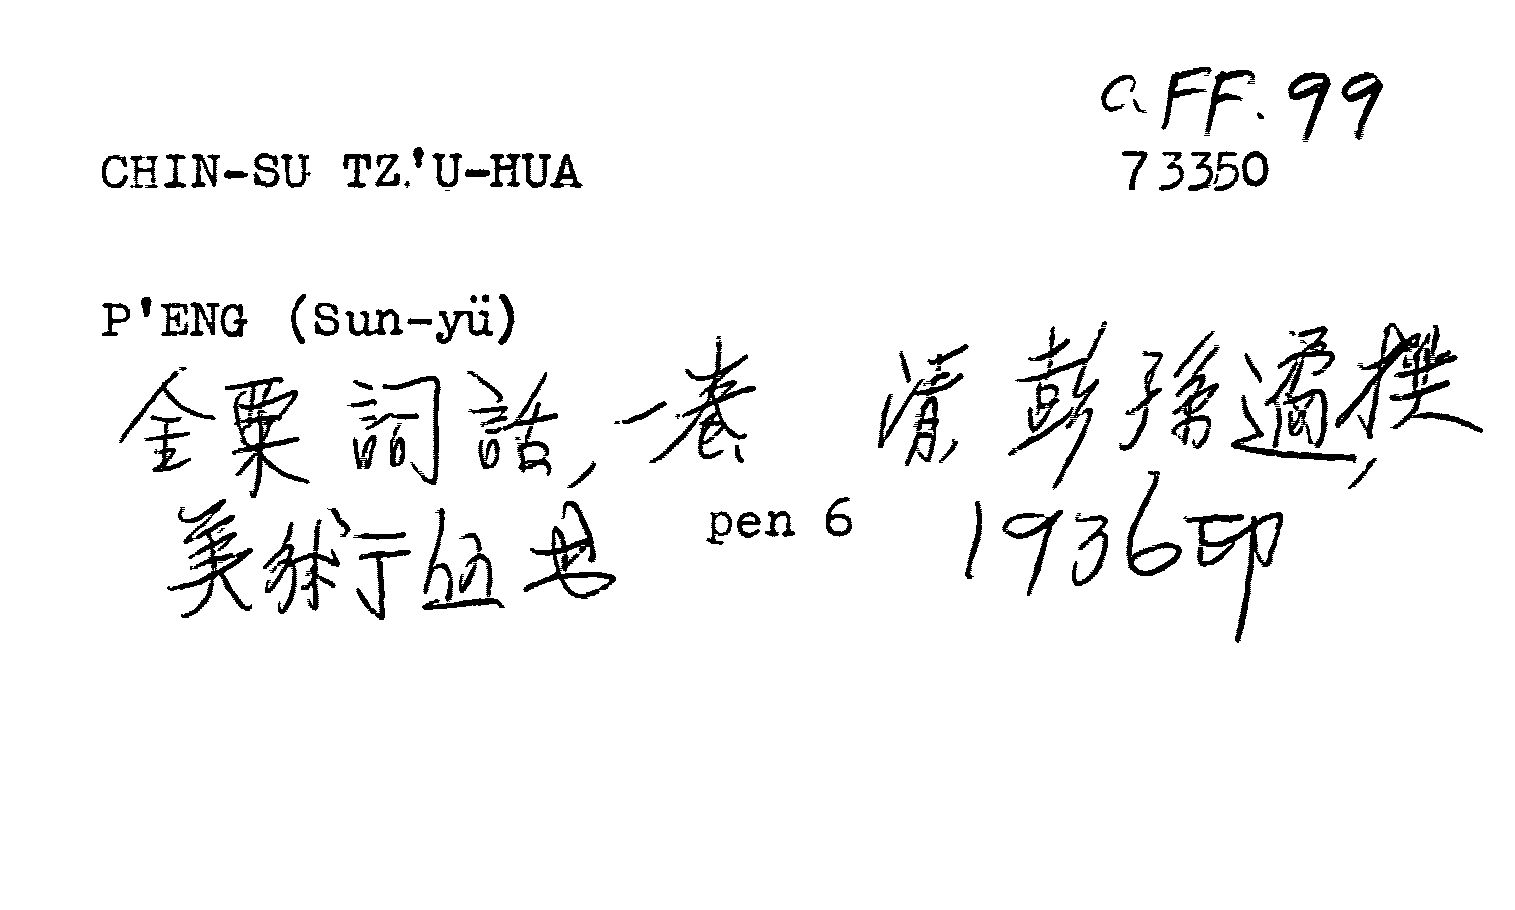 C. FF. 99
CHIN-SU TZ.'U-HUA 73350
P'ENG (Sun-yü)
金粟詞話, 一卷 清 彭孫遹撰,
美術叢書 pen 6 1936印